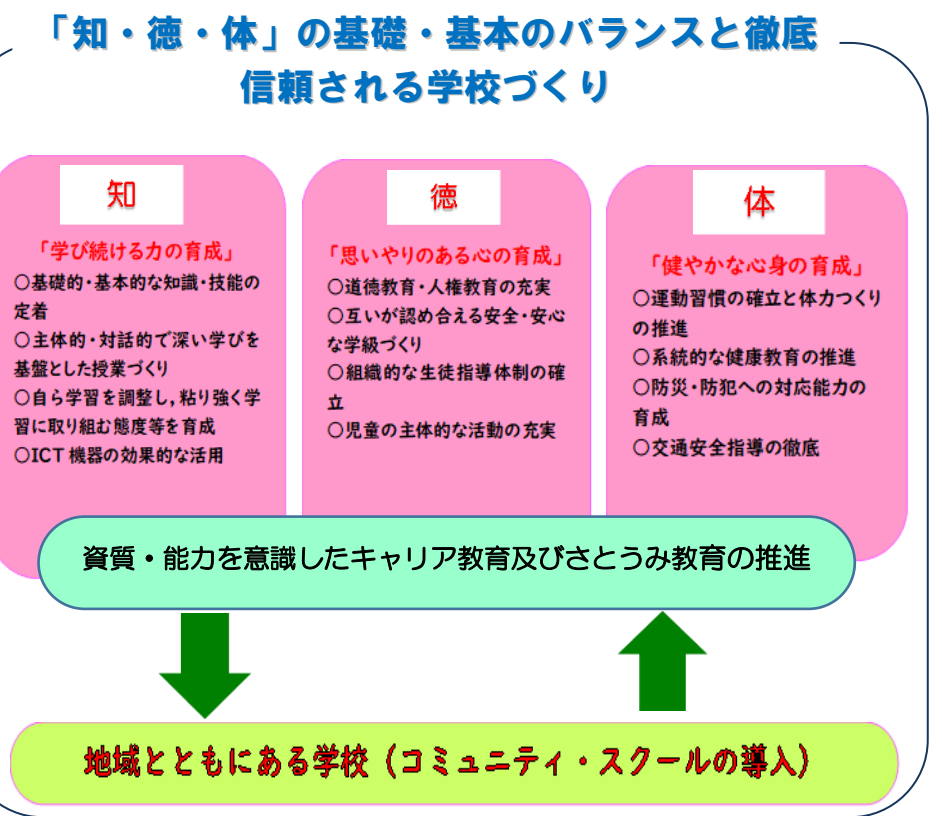 「知・徳・体」の基礎・基本のバランスと徹底
信頼される学校づくり
知
「学び続ける力の育成」
○基礎的・基本的な知識・技能の
定着
○主体的・対話的で深い学びを
基盤とした授業づくり
○自ら学習を調整し,粘り強く学
習に取り組む態度等を育成
○ICT 機器の効果的な活用
徳
「思いやりのある心の育成」
○道徳教育・人権教育の充実
○互いが認め合える安全・安心
な学級づくり
○組織的な生徒指導体制の確
立
○児童の主体的な活動の充実
体
「健やかな心身の育成」
○運動習慣の確立と体力つくり
の推進
○系統的な健康教育の推進
○防災・防犯への対応能力の
育成
○交通安全指導の徹底
資質・能力を意識したキャリア教育及びさとうみ教育の推進
地域とともにある学校(コミュニティ・スクールの導入)